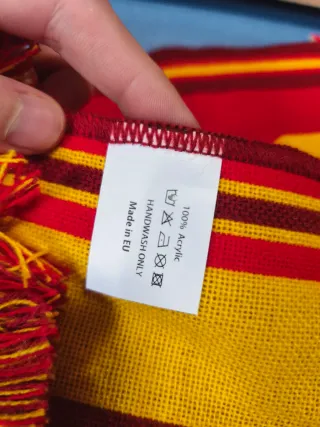 100% Acrylic
HANDWASH ONLY
Made in EU